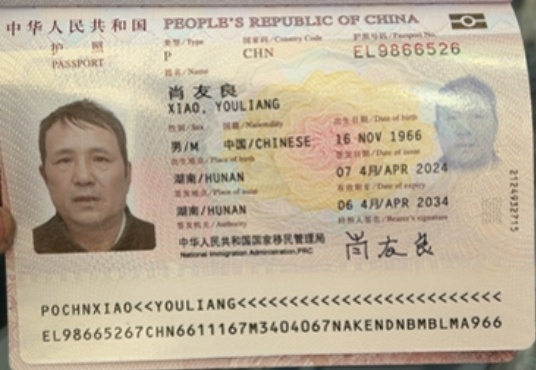 中华人民共和国 PEOPLE'S REPUBLIC OF CHINA
护照 类型/Type 国家码/Country Code 护照号码/Passport No.
PASSPORT P CHN EL9866526
姓名/Name
肖友良
XIAO, YOULIANG
性别/Sex 国籍/Nationality 出生日期/Date of birth
男/M 中国/CHINESE 16 NOV 1966
出生地点/Place of birth 签发日期/Date of issue
湖南/HUNAN 07 4月/APR 2024
签发地点/Place of issue 有效期至/Date of expiry
湖南/HUNAN 06 4月/APR 2034
签发机关/Authority 持照人签名/Bearer's signature
中华人民共和国国家移民管理局 肖友良
National Immigration Administration,PRC
2124932715
POCHNXIAO<<YOULIANG<<<<<<<<<<<<<<<<<<<<<<<<<
EL98665267CHN6611167M3404067NAKENDNBMBLMA966